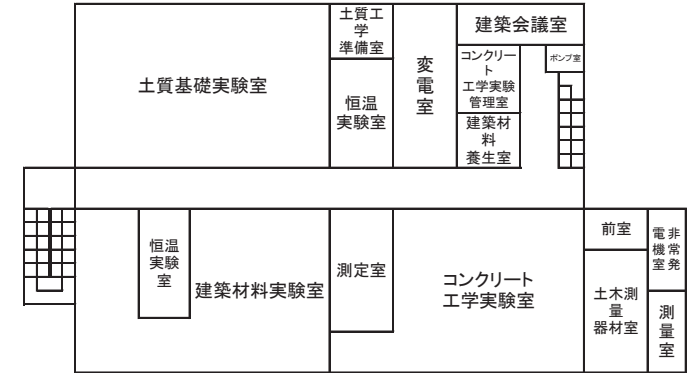 土質工
学
準備室
建築会議室
土質基礎実験室
変
電
室
コンクリー
ト
工学実験
管理室
ポンプ室
恒温
実験室
建築材
料
養生室
恒温
実験
室
建築材料実験室
測定室
コンクリート
工学実験室
前室
非常発
電機室
土木測
量
器材室
測
量
室